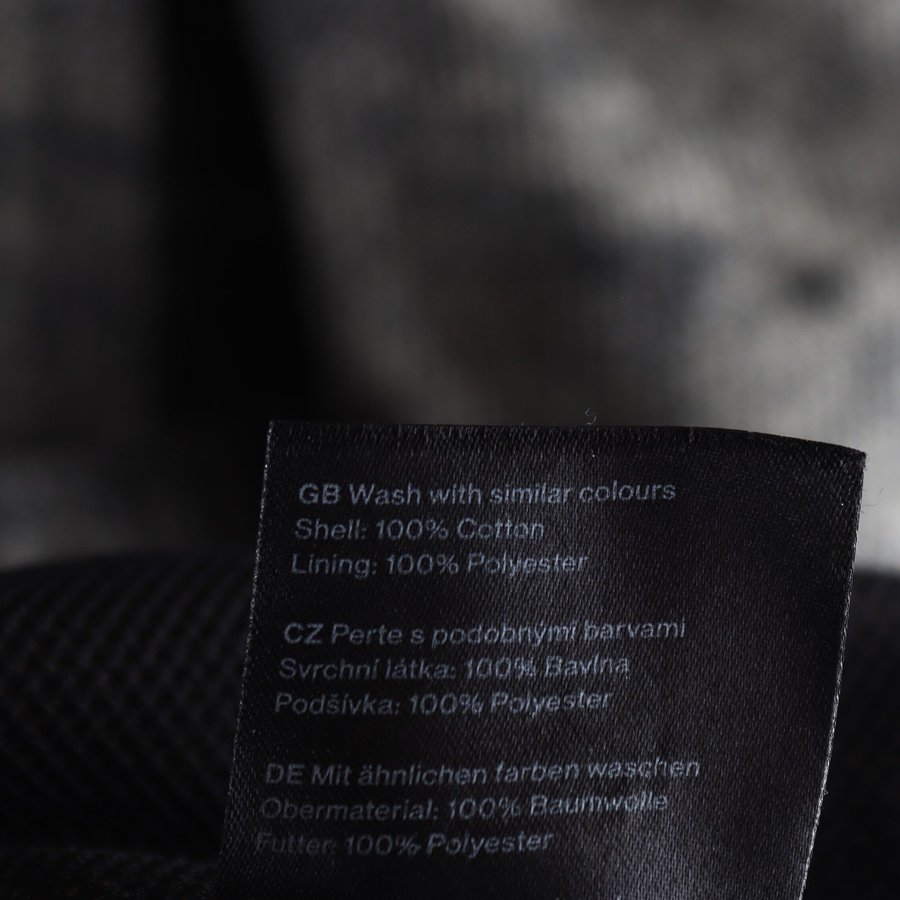 GB Wash with similar colours
Shell: 100% Cotton
Lining: 100% Polyester
CZ Perte s podobnými barvami
Svrchní látka: 100% Bavlna
Podšívka: 100% Polyester
DE Mit ähnlichen farben waschen
Obermaterial: 100% Baumwolle
Futter: 100% Polyester